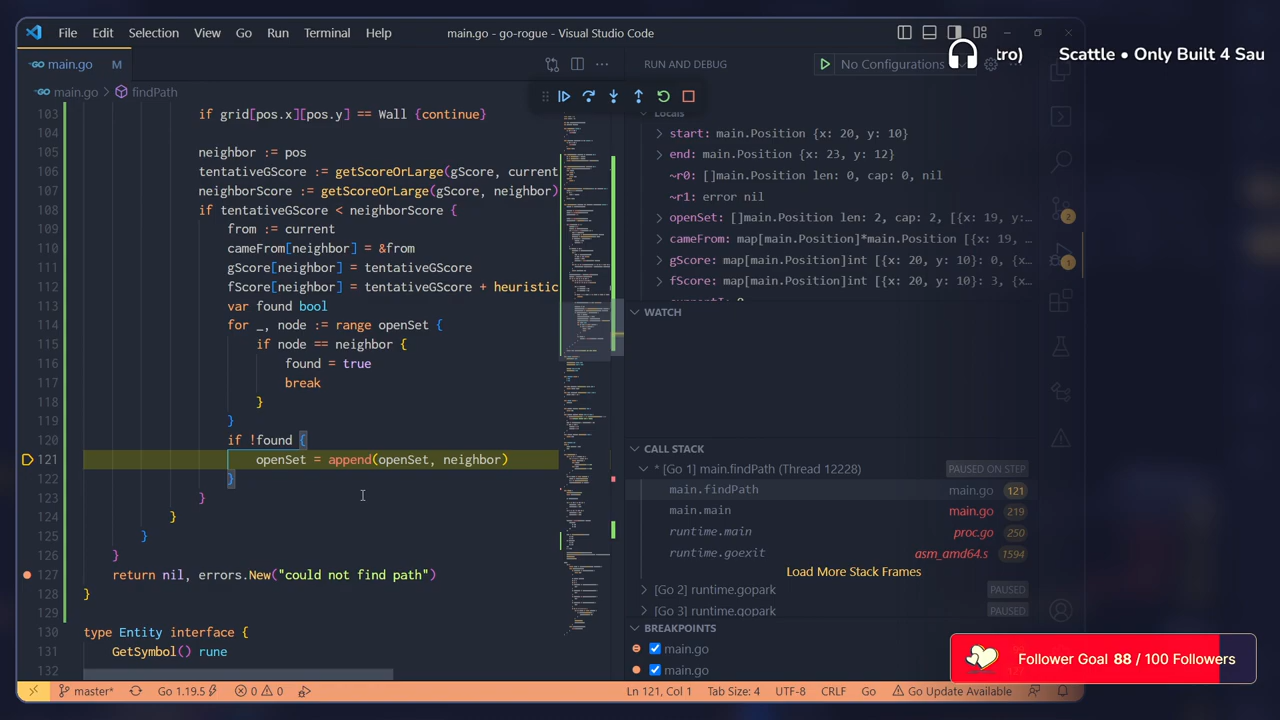 File Edit Selection View Go Run Terminal Help
main.go - go-rogue - Visual Studio Code
tro)
Scattle • Only Built 4 Sau
main.go M
RUN AND DEBUG
No Configurations
main.go > findPath
103 if grid[pos.x][pos.y] == Wall {continue}
104
105 neighbor := pos
106 tentativeGScore := getScoreOrLarge(gScore, current
107 neighborScore := getScoreOrLarge(gScore, neighbor)
108 if tentativeGScore < neighborScore {
109 from := current
110 cameFrom[neighbor] = &from
111 gScore[neighbor] = tentativeGScore
112 fScore[neighbor] = tentativeGScore + heuristic
113 var found bool
114 for _, node := range openSet {
115 if node == neighbor {
116 found = true
117 break
118 }
119 }
120 if !found {
121 openSet = append(openSet, neighbor)
122 }
123 }
124 }
125 }
126 }
127 return nil, errors.New("could not find path")
128 }
129
130 type Entity interface {
131 GetSymbol() rune
132
Locals
start: main.Position {x: 20, y: 10}
end: main.Position {x: 23, y: 12}
~r0: []main.Position len: 0, cap: 0, nil
~r1: error nil
openSet: []main.Position len: 2, cap: 2, [{x: 19, y:…
cameFrom: map[main.Position]*main.Position [{x: 20, …
gScore: map[main.Position]int [{x: 20, y: 10}: 0, {x:…
fScore: map[main.Position]int [{x: 20, y: 10}: 3, {x:…
2
1
WATCH
CALL STACK
* [Go 1] main.findPath (Thread 12228) PAUSED ON STEP
main.findPath main.go 121
main.main main.go 219
runtime.main proc.go 250
runtime.goexit asm_amd64.s 1594
Load More Stack Frames
[Go 2] runtime.gopark PAUSED
[Go 3] runtime.gopark PAUSED
BREAKPOINTS
main.go
main.go
Follower Goal 88 / 100 Followers
master* Go 1.19.5 0 0
Ln 121, Col 1 Tab Size: 4 UTF-8 CRLF Go Go Update Available